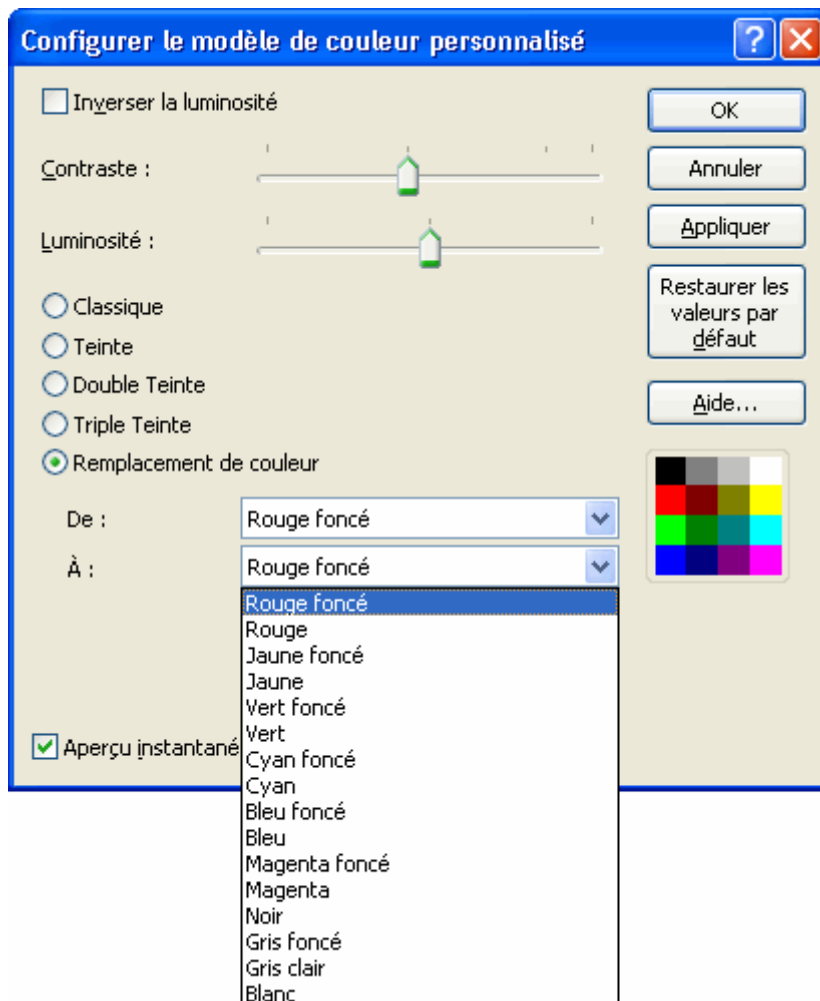 Configurer le modèle de couleur personnalisé
Inverser la luminosité
OK
Contraste :
Annuler
Luminosité :
Appliquer
Restaurer les
valeurs par
défaut
Classique
Teinte
Double Teinte
Aide...
Triple Teinte
Remplacement de couleur
De :
Rouge foncé
À :
Rouge foncé
Rouge foncé
Rouge
Jaune foncé
Jaune
Vert foncé
Vert
Aperçu instantané
Cyan foncé
Cyan
Bleu foncé
Bleu
Magenta foncé
Magenta
Noir
Gris foncé
Gris clair
Blanc